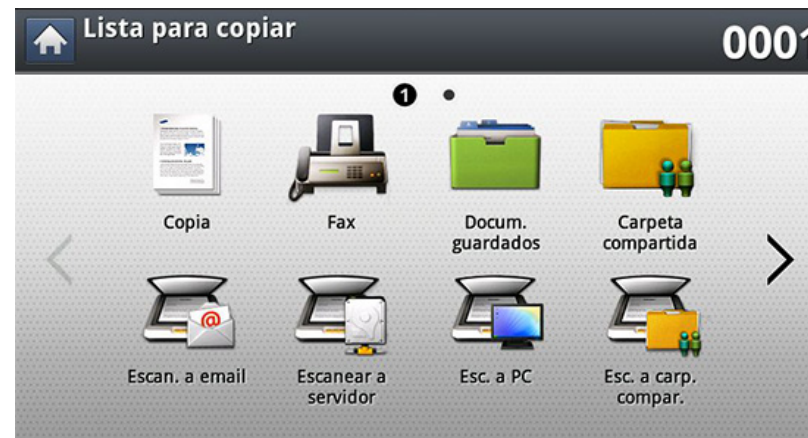 Lista para copiar
0001
1
Copia
Fax
Docum.
guardados
Carpeta
compartida
Escan. a email
Escanear a
servidor
Esc. a PC
Esc. a carp.
compar.